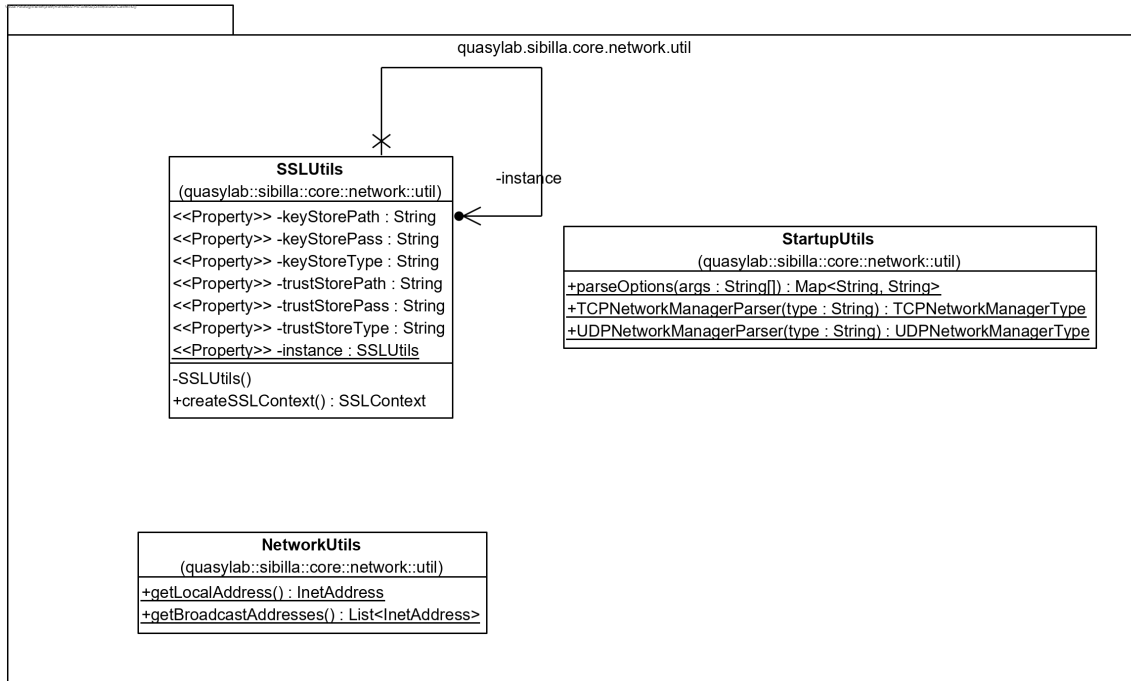 quasylab.sibilla.core.network.util
SSLUtils
(quasylab::sibilla::core::network::util)
<<Property>> -keyStorePath : String
<<Property>> -keyStorePass : String
<<Property>> -keyStoreType : String
<<Property>> -trustStorePath : String
<<Property>> -trustStorePass : String
<<Property>> -trustStoreType : String
<<Property>> -instance : SSLUtils
-SSLUtils()
+createSSLContext() : SSLContext
-instance
StartupUtils
(quasylab::sibilla::core::network::util)
+parseOptions(args : String[]) : Map<String, String>
+TCPNetworkManagerParser(type : String) : TCPNetworkManagerType
+UDPNetworkManagerParser(type : String) : UDPNetworkManagerType
NetworkUtils
(quasylab::sibilla::core::network::util)
+getLocalAddress() : InetAddress
+getBroadcastAddresses() : List<InetAddress>